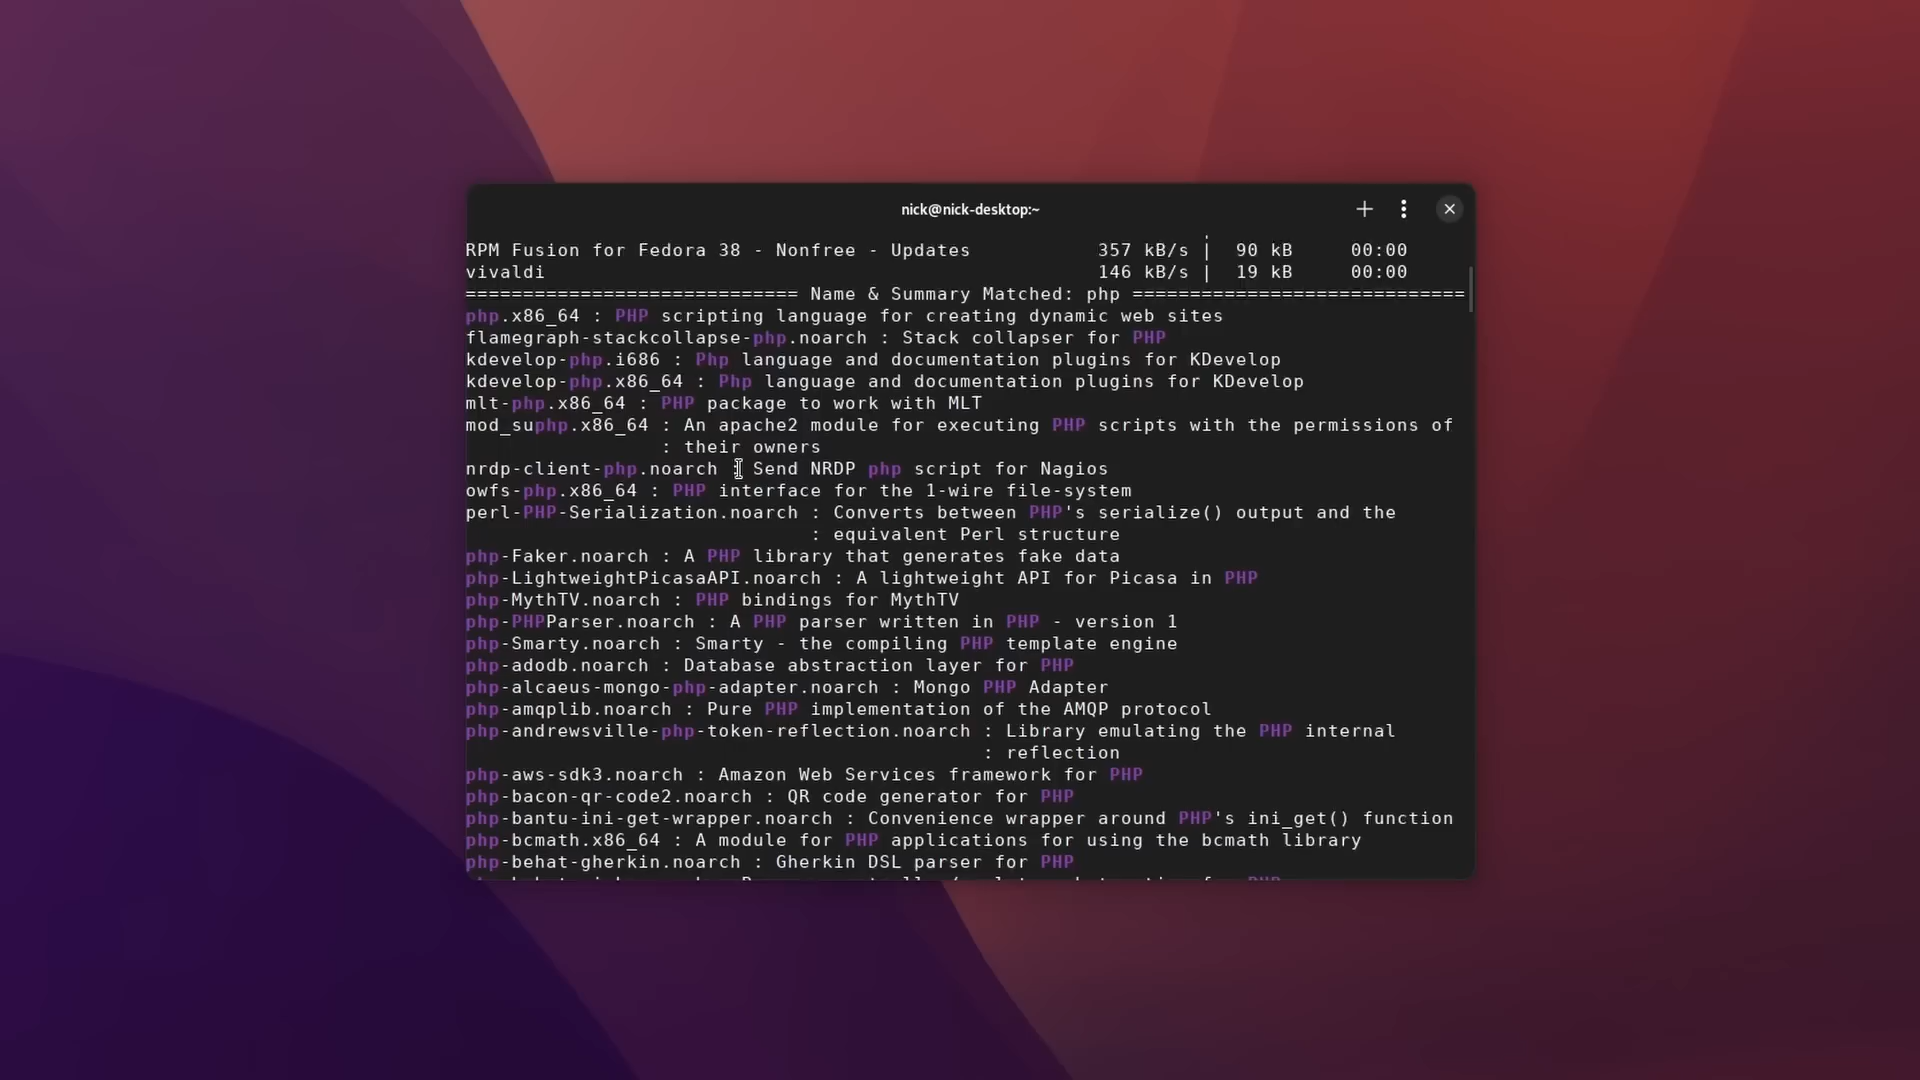 nick@nick-desktop:~
RPM Fusion for Fedora 38 - Nonfree - Updates 357 kB/s | 90 kB 00:00
vivaldi 146 kB/s | 19 kB 00:00
============================= Name & Summary Matched: php =============================
php.x86_64 : PHP scripting language for creating dynamic web sites
flamegraph-stackcollapse-php.noarch : Stack collapser for PHP
kdevelop-php.i686 : Php language and documentation plugins for KDevelop
kdevelop-php.x86_64 : Php language and documentation plugins for KDevelop
mlt-php.x86_64 : PHP package to work with MLT
mod_suphp.x86_64 : An apache2 module for executing PHP scripts with the permissions of
: their owners
nrdp-client-php.noarch : Send NRDP php script for Nagios
owfs-php.x86_64 : PHP interface for the 1-wire file-system
perl-PHP-Serialization.noarch : Converts between PHP's serialize() output and the
: equivalent Perl structure
php-Faker.noarch : A PHP library that generates fake data
php-LightweightPicasaAPI.noarch : A lightweight API for Picasa in PHP
php-MythTV.noarch : PHP bindings for MythTV
php-PHPParser.noarch : A PHP parser written in PHP - version 1
php-Smarty.noarch : Smarty - the compiling PHP template engine
php-adodb.noarch : Database abstraction layer for PHP
php-alcaeus-mongo-php-adapter.noarch : Mongo PHP Adapter
php-amqplib.noarch : Pure PHP implementation of the AMQP protocol
php-andrewsville-php-token-reflection.noarch : Library emulating the PHP internal
: reflection
php-aws-sdk3.noarch : Amazon Web Services framework for PHP
php-bacon-qr-code2.noarch : QR code generator for PHP
php-bantu-ini-get-wrapper.noarch : Convenience wrapper around PHP's ini_get() function
php-bcmath.x86_64 : A module for PHP applications for using the bcmath library
php-behat-gherkin.noarch : Gherkin DSL parser for PHP